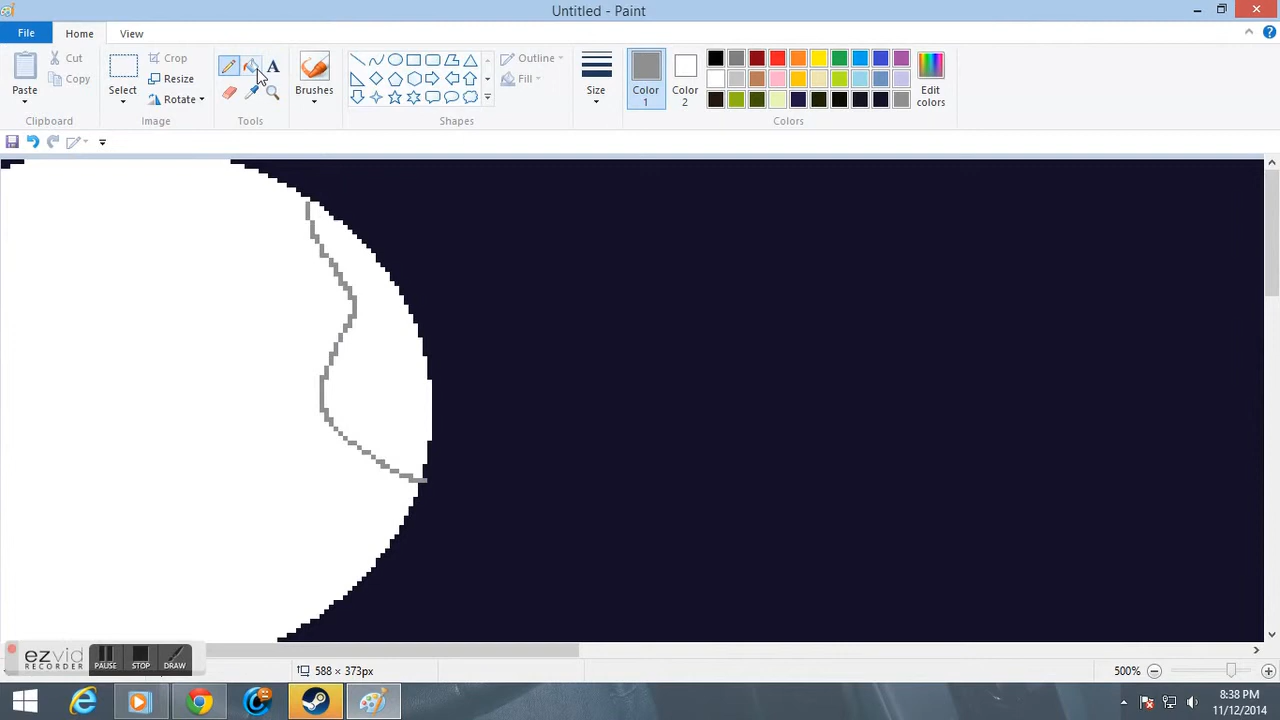 Untitled - Paint
File Home View
Paste Cut Copy Clipboard
Select Crop Resize Rotate Image
A Tools
Brushes
Outline Fill Shapes
Size
Color 1 Color 2 Edit colors Colors
ezvid RECORDER PAUSE STOP DRAW
588 × 373px
500%
8:38 PM
11/12/2014